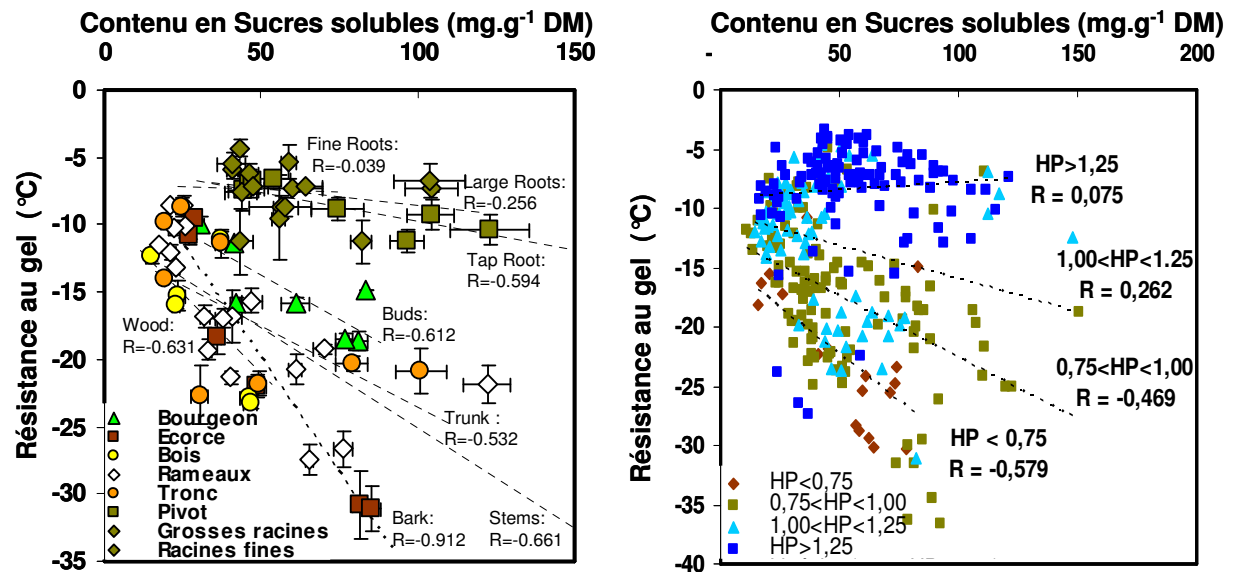 Contenu en Sucres solubles (mg.g-1 DM)
0 50 100 150
Résistance au gel (°C)
0
-5
-10
-15
-20
-25
-30
-35
Fine Roots:
R=-0.039
Large Roots:
R=-0.256
Tap Root:
R=-0.594
Buds:
R=-0.612
Wood:
R=-0.631
Trunk :
R=-0.532
Bark:
R=-0.912
Stems:
R=-0.661
Bourgeon
Ecorce
Bois
Rameaux
Tronc
Pivot
Grosses racines
Racines fines
Contenu en Sucres solubles (mg.g-1 DM)
- 50 100 150 200
Résistance au gel (°C)
0
-5
-10
-15
-20
-25
-30
-35
-40
HP>1,25
R = 0,075
1,00<HP<1.25
R = 0,262
0,75<HP<1,00
R = -0,469
HP < 0,75
R = -0,579
HP<0,75
0,75<HP<1,00
1,00<HP<1,25
HP>1,25